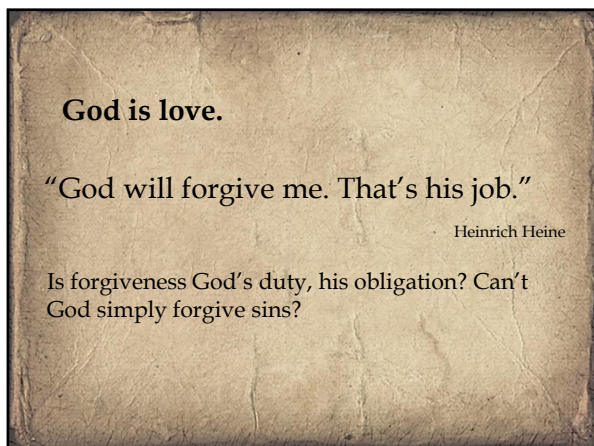 God is love.
“God will forgive me. That’s his job.”
Heinrich Heine
Is forgiveness God’s duty, his obligation? Can’t
God simply forgive sins?